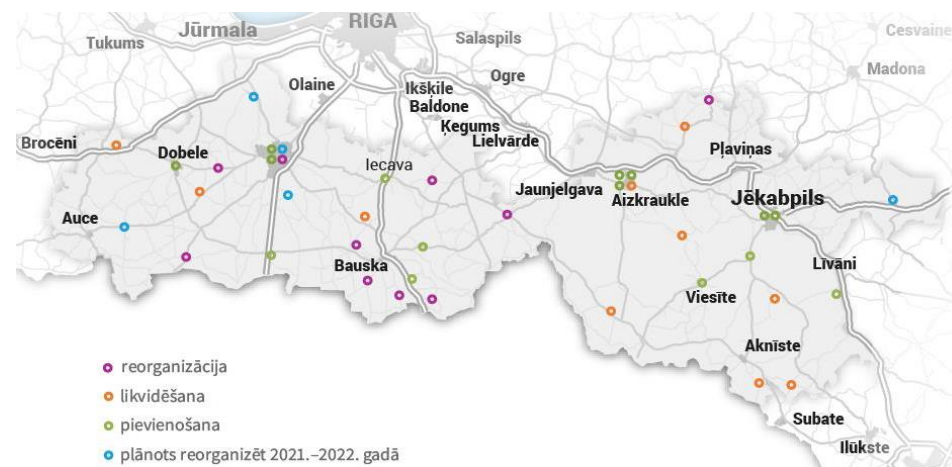 RIGA
Jūrmala
Tukums
Salaspils
Cesvaine
Madona
Ogre
Olaine
Ikšķile
Baldone
Ķegums
Lielvārde
Brocēni
Dobele
Iecava
Pļaviņas
Jaunjelgava
Aizkraukle
Jēkabpils
Auce
Bauska
Līvāni
Viesīte
Aknīste
Subate
Ilūkste
reorganizācija
likvidēšana
pievienošana
plānots reorganizēt 2021.–2022. gadā